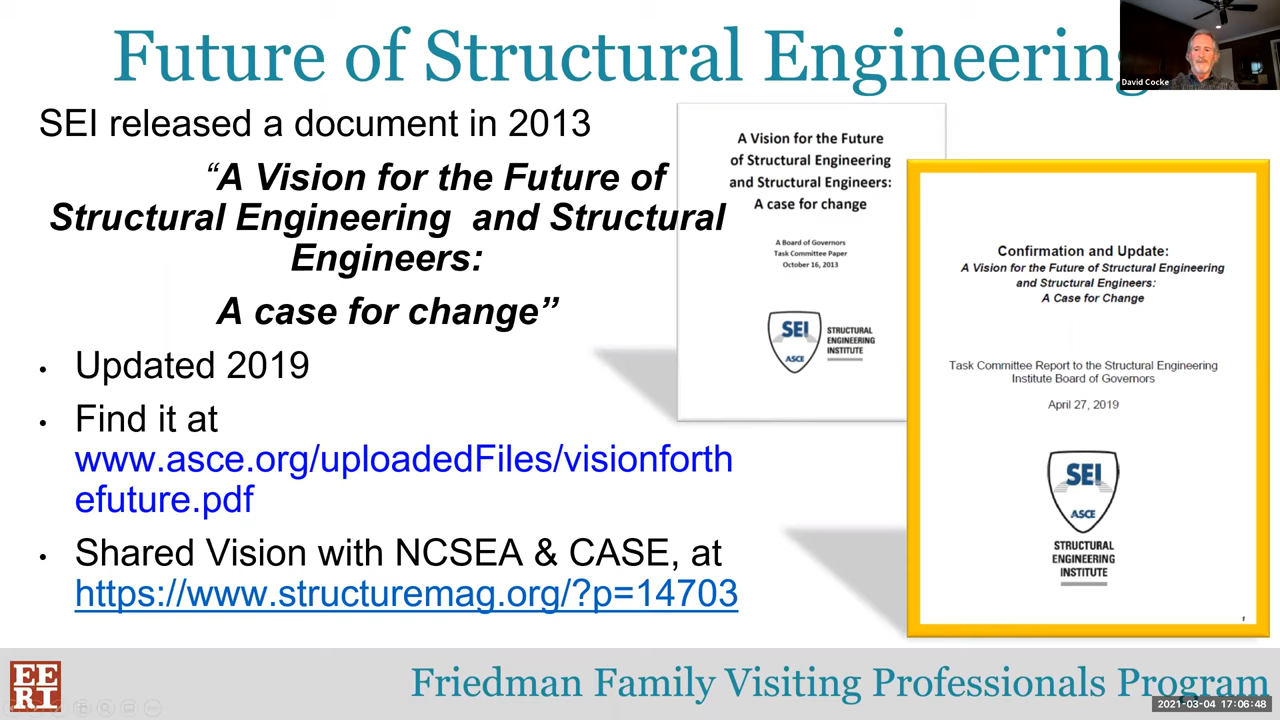 Future of Structural Engineering
David Cocke
SEI released a document in 2013
“A Vision for the Future of
Structural Engineering and Structural
Engineers:
A case for change”
• Updated 2019
• Find it at
www.asce.org/uploadedFiles/visionforth
efuture.pdf
• Shared Vision with NCSEA & CASE, at
https://www.structuremag.org/?p=14703
A Vision for the Future
of Structural Engineering
and Structural Engineers:
A case for change
A Board of Governors
Task Committee Paper
October 16, 2013
SEI
ASCE
STRUCTURAL
ENGINEERING
INSTITUTE
Confirmation and Update:
A Vision for the Future of Structural Engineering
and Structural Engineers:
A Case for Change
Task Committee Report to the Structural Engineering
Institute Board of Governors
April 27, 2019
SEI
ASCE
STRUCTURAL
ENGINEERING
INSTITUTE
1
EE
RI
Friedman Family Visiting Professionals Program
2021-03-04 17:06:48